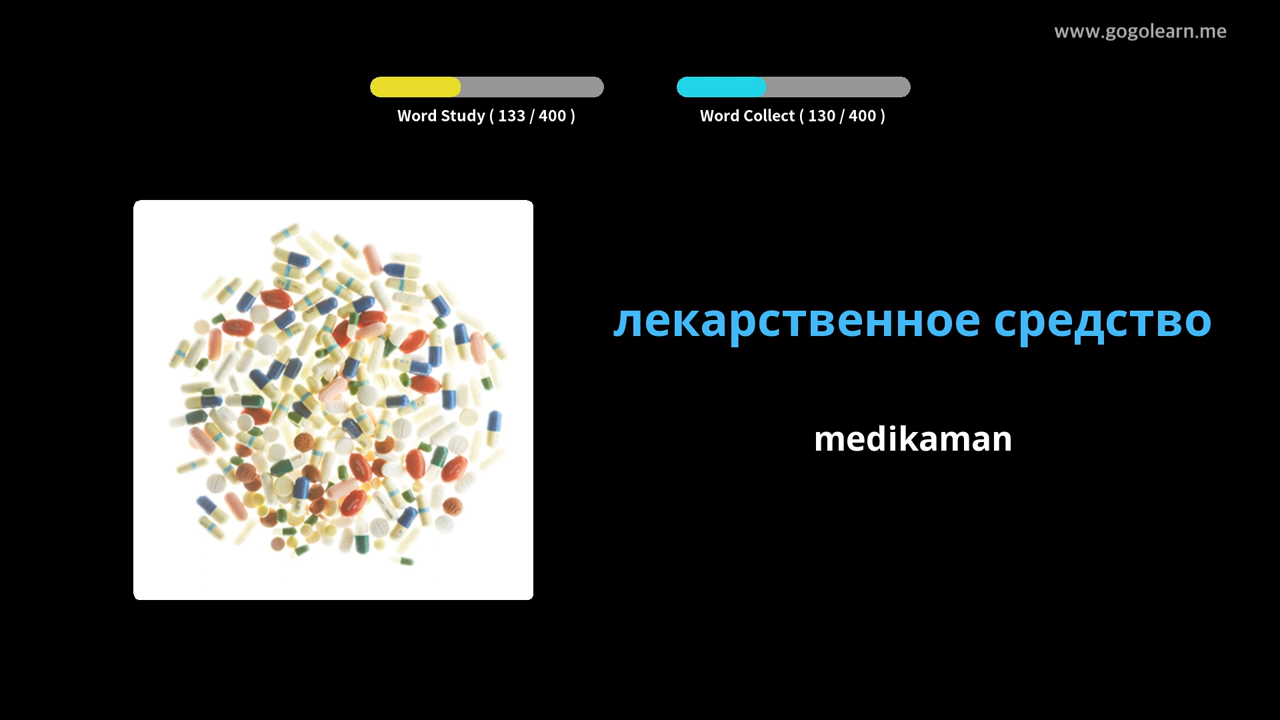 www.gogolearn.me
Word Study ( 133 / 400 )
Word Collect ( 130 / 400 )
лекарственное средство
medikaman